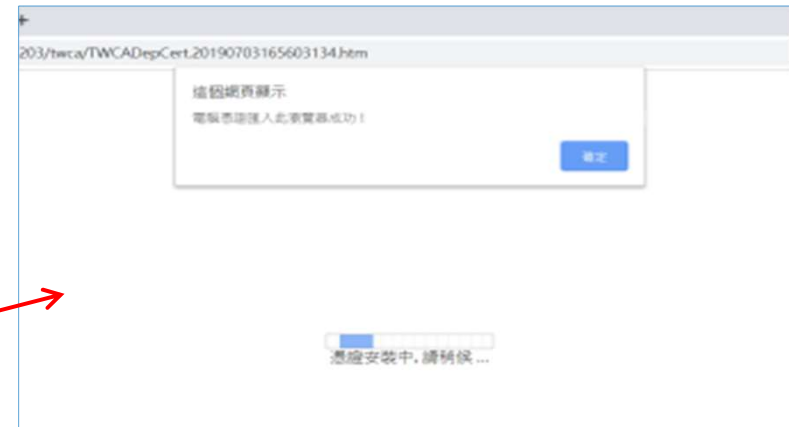 203/twca/TWCADepCert.20190703165603134.htm
這個網頁顯示
電腦憑證匯入此瀏覽器成功！
確定
憑證安裝中,請稍候 ...